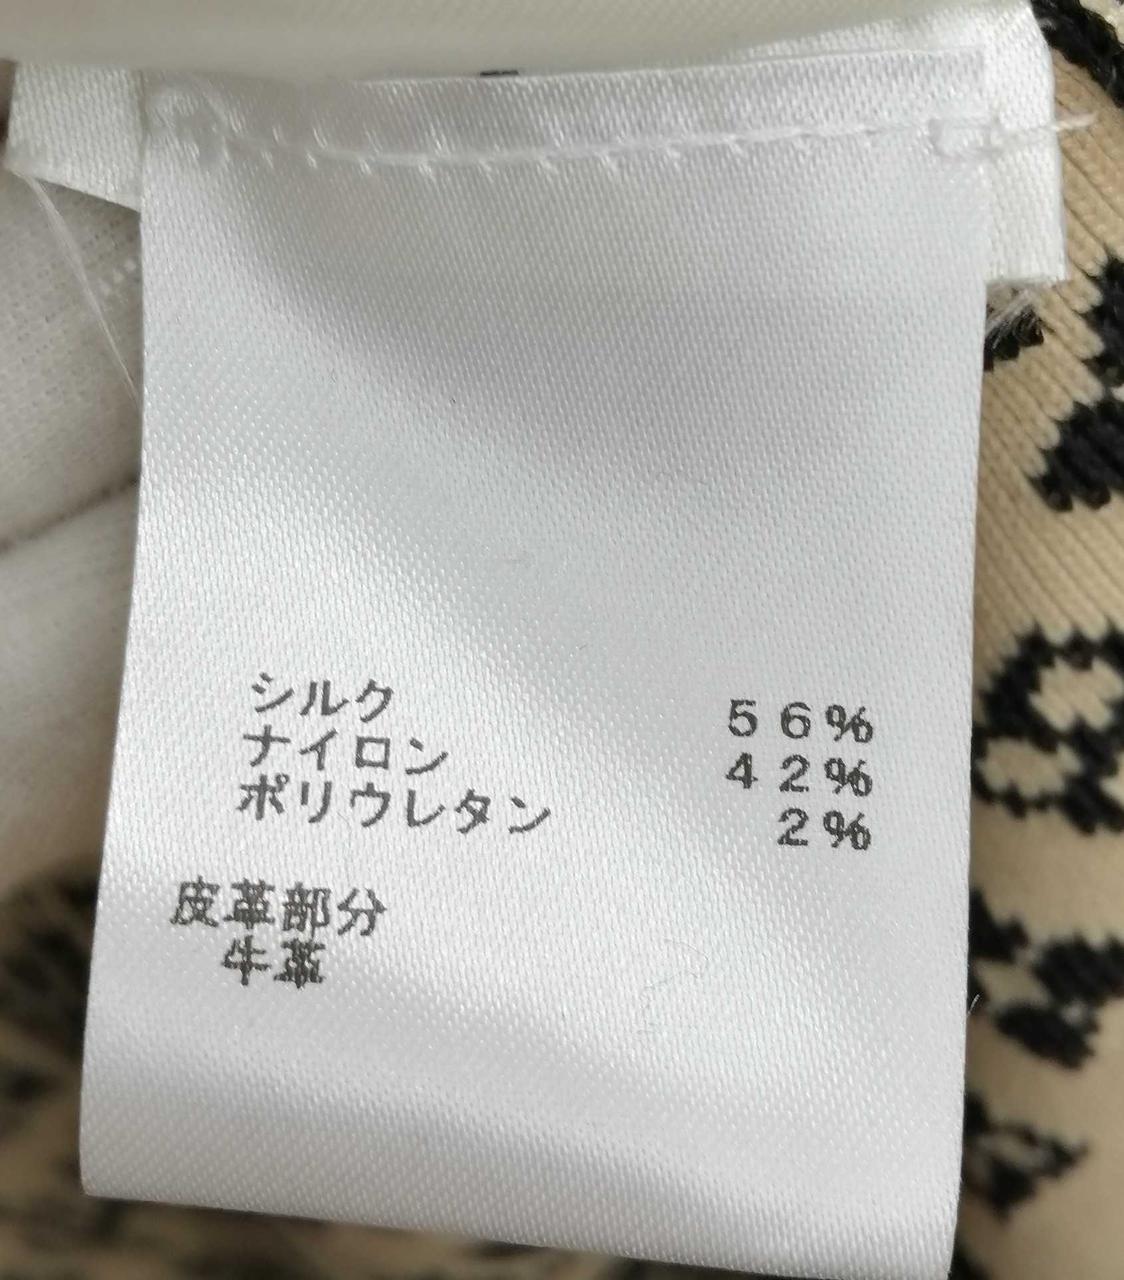 シルク 56%
ナイロン 42%
ポリウレタン 2%
皮革部分
牛革